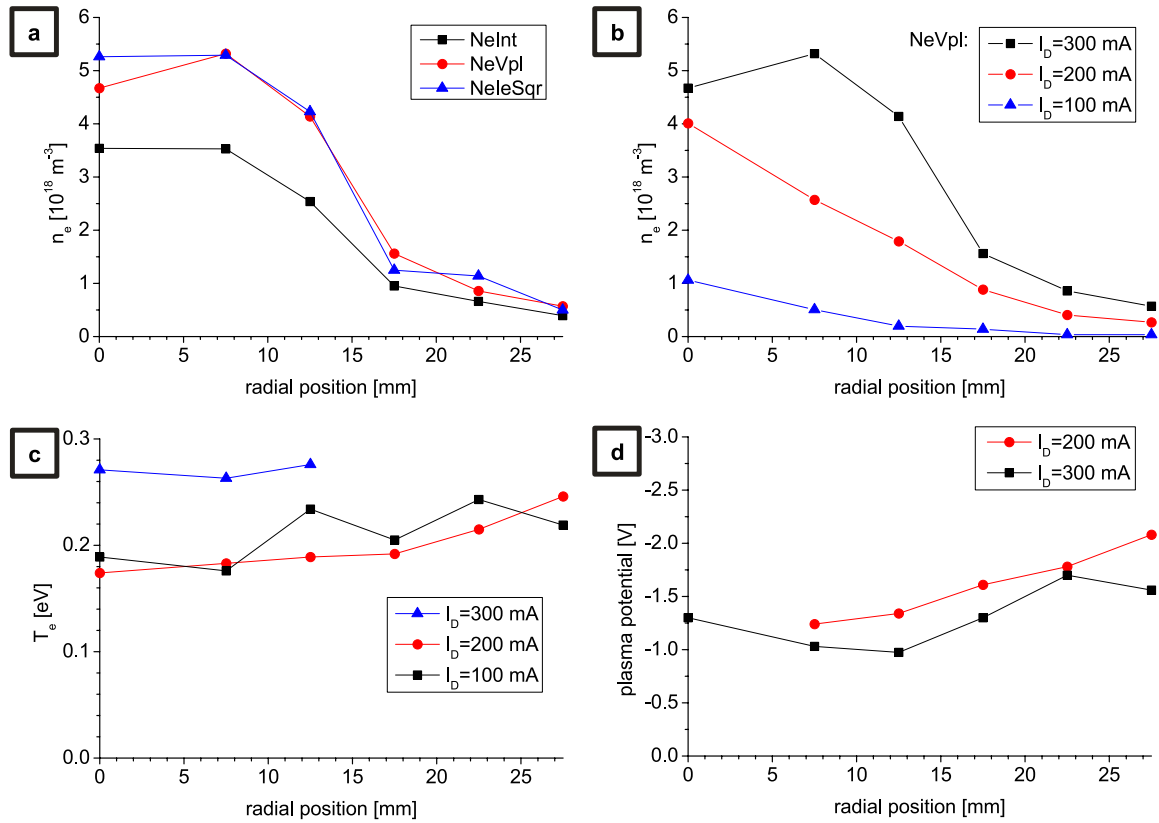 a
6
5
4
3
2
1
0
n_e [10^18 m^-3]
NeInt
NeVpl
NeIeSqr
0 5 10 15 20 25
radial position [mm]
b
6
5
4
3
2
1
0
n_e [10^18 m^-3]
NeVpl:
I_D=300 mA
I_D=200 mA
I_D=100 mA
0 5 10 15 20 25
radial position [mm]
c
0.3
0.2
0.1
0.0
T_e [eV]
I_D=300 mA
I_D=200 mA
I_D=100 mA
0 5 10 15 20 25
radial position [mm]
d
-3.0
-2.5
-2.0
-1.5
-1.0
-0.5
0.0
plasma potential [V]
I_D=200 mA
I_D=300 mA
0 5 10 15 20 25
radial position [mm]